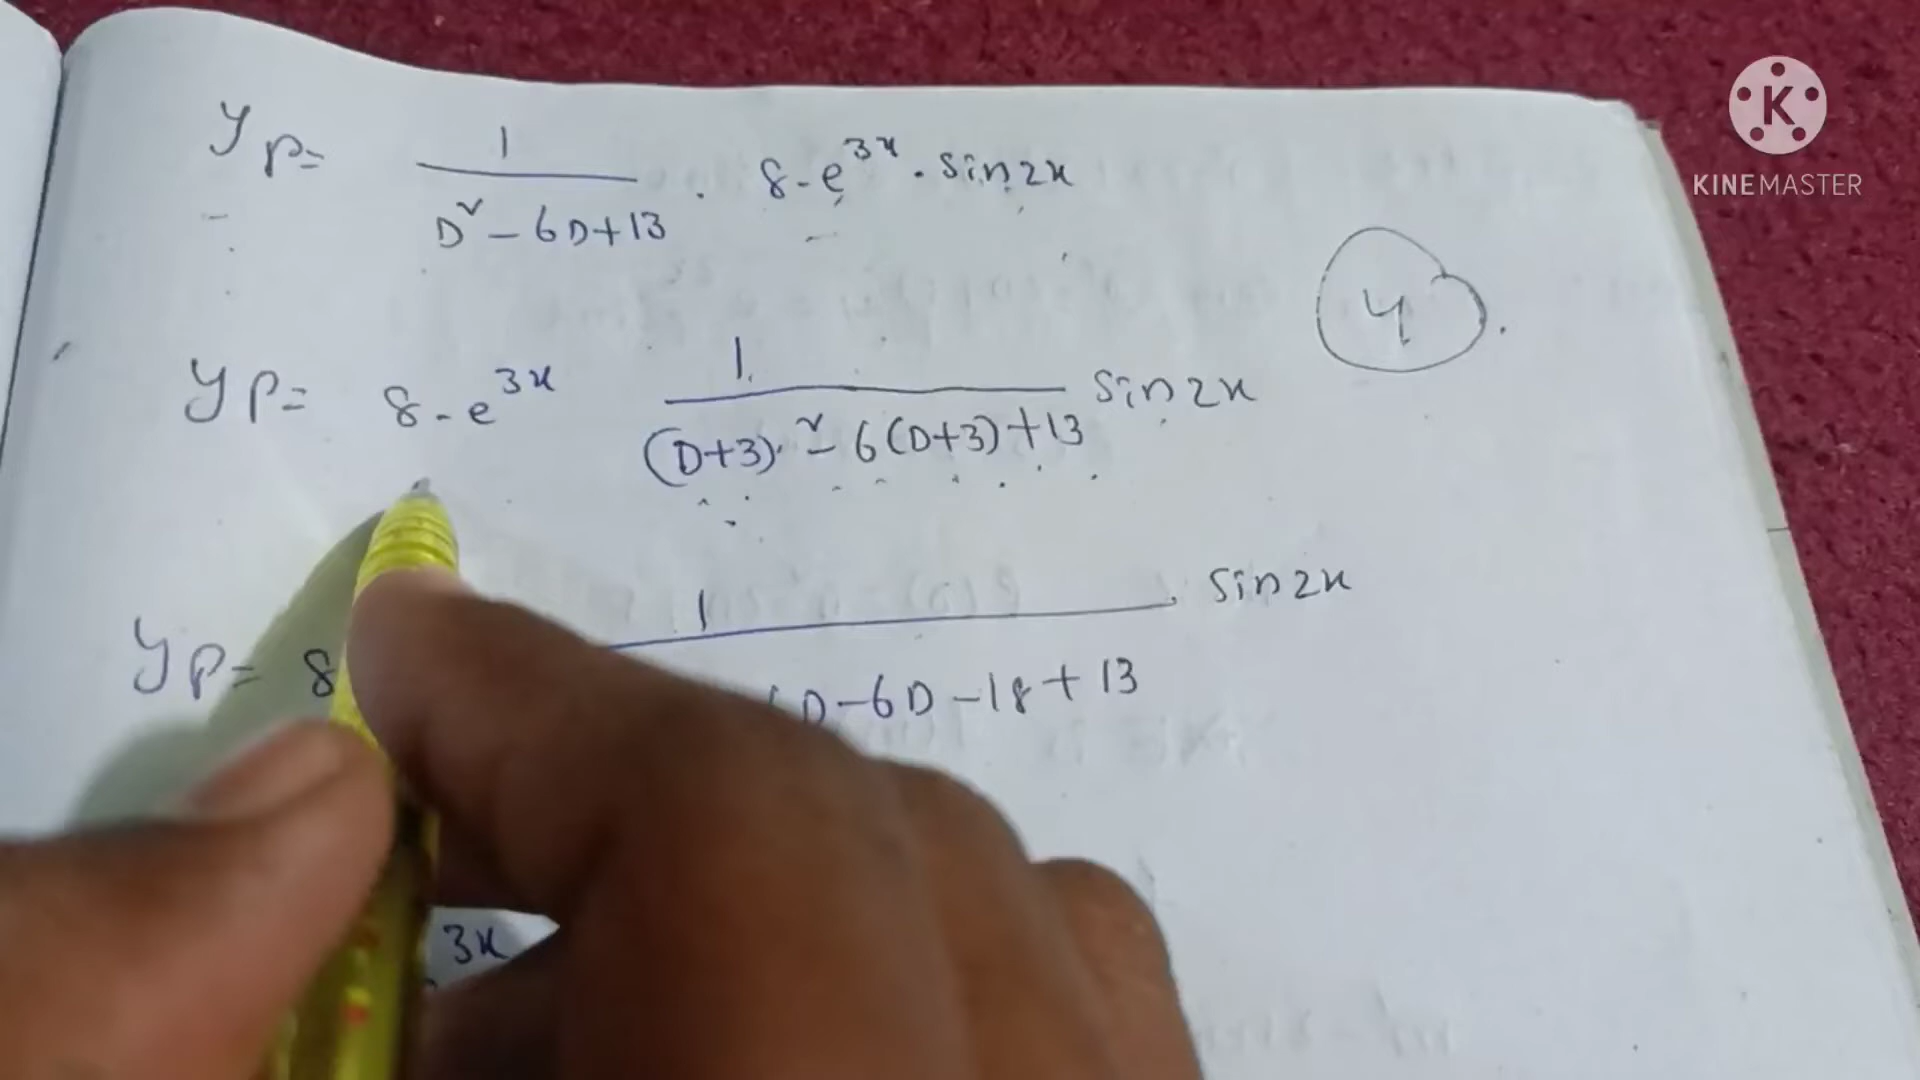 K
KINEMASTER
yp= 1/(D²-6D+13) . 8-e^3x . sin2x
4
yp= 8-e^3x 1/((D+3)²-6(D+3)+13) sin2x
yp= 8 1/(6D-6D-18+13) sin2x
3x